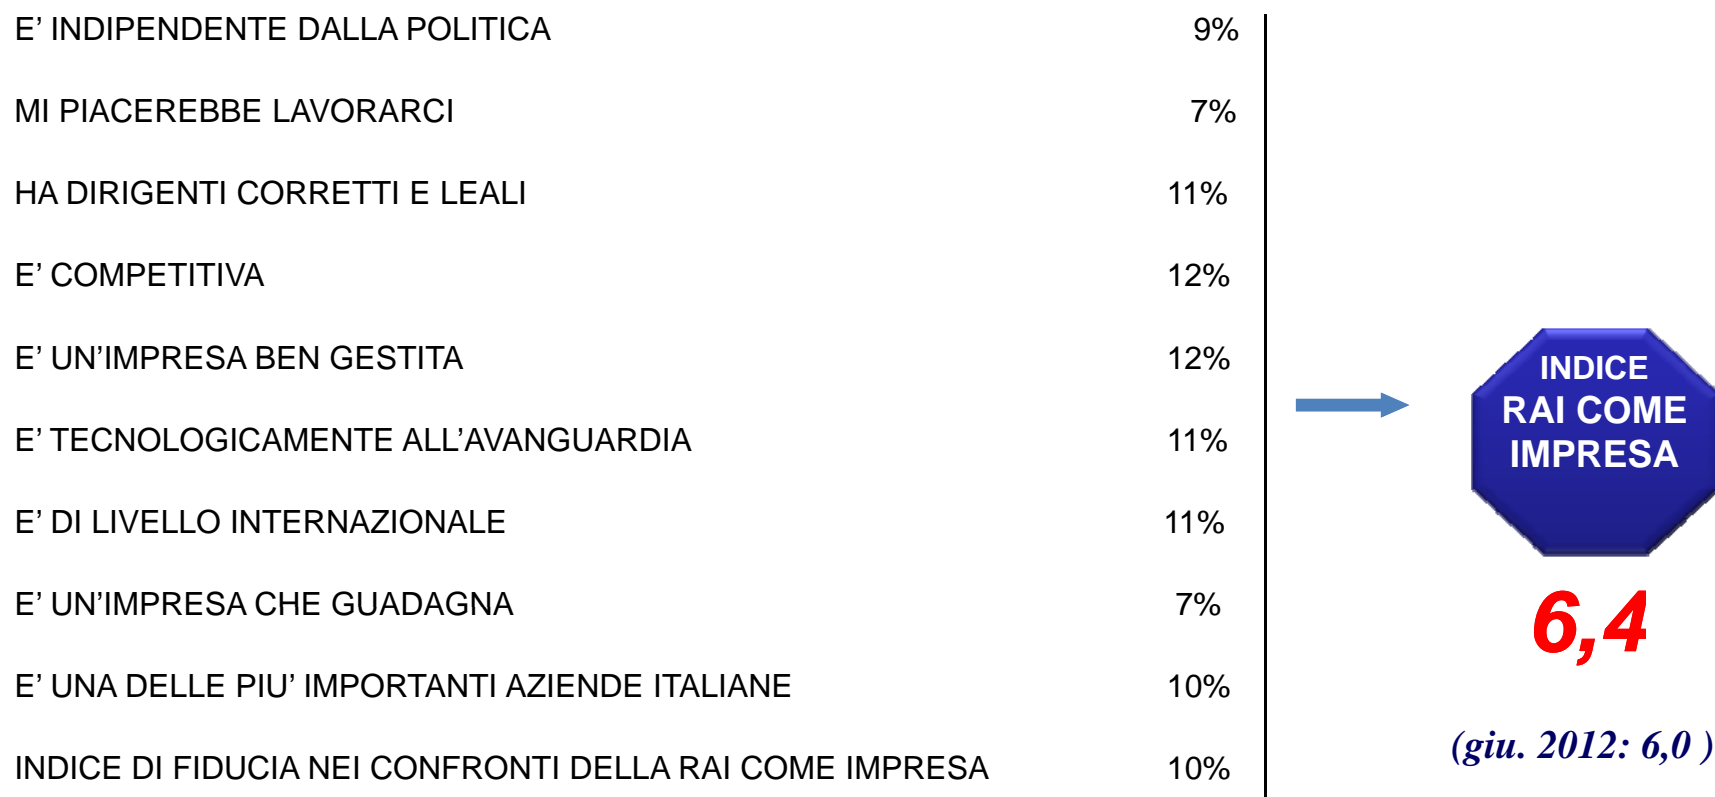 E’ INDIPENDENTE DALLA POLITICA 9%
MI PIACEREBBE LAVORARCI 7%
HA DIRIGENTI CORRETTI E LEALI 11%
E’ COMPETITIVA 12%
E’ UN’IMPRESA BEN GESTITA 12%
E’ TECNOLOGICAMENTE ALL’AVANGUARDIA 11%
E’ DI LIVELLO INTERNAZIONALE 11%
E’ UN’IMPRESA CHE GUADAGNA 7%
E’ UNA DELLE PIU’ IMPORTANTI AZIENDE ITALIANE 10%
INDICE DI FIDUCIA NEI CONFRONTI DELLA RAI COME IMPRESA 10%
INDICE
RAI COME
IMPRESA
6,4
(giu. 2012: 6,0 )